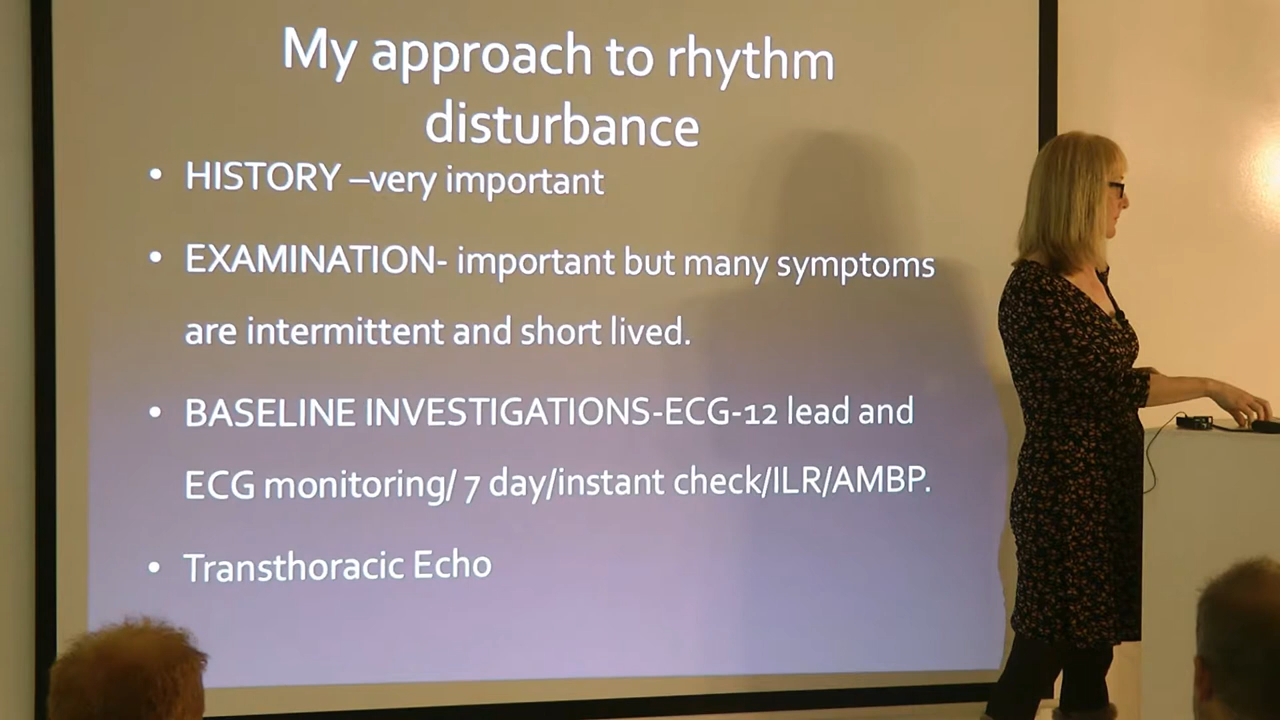 My approach to rhythm
disturbance
• HISTORY –very important
• EXAMINATION- important but many symptoms
are intermittent and short lived.
• BASELINE INVESTIGATIONS-ECG-12 lead and
ECG monitoring/ 7 day/instant check/ILR/AMBP.
• Transthoracic Echo